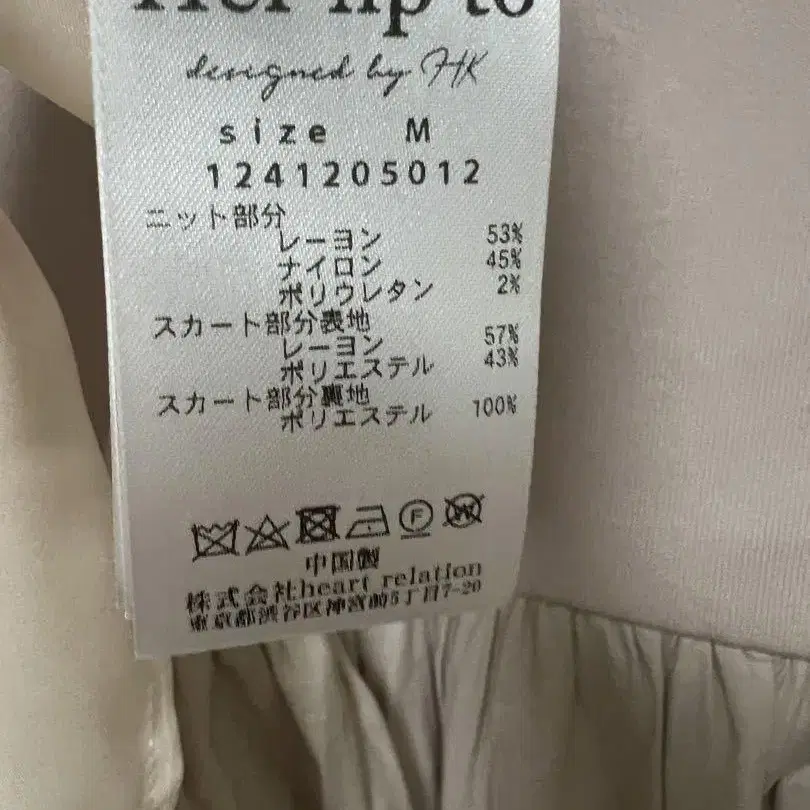 Her lip to
designed by HK
size M
1241205012
ニット部分
レーヨン 53%
ナイロン 45%
ポリウレタン 2%
スカート部分表地
レーヨン 57%
ポリエステル 43%
スカート部分裏地
ポリエステル 100%
F W
中国製
株式会社heart relation
東京都渋谷区神宮前5丁目7-20